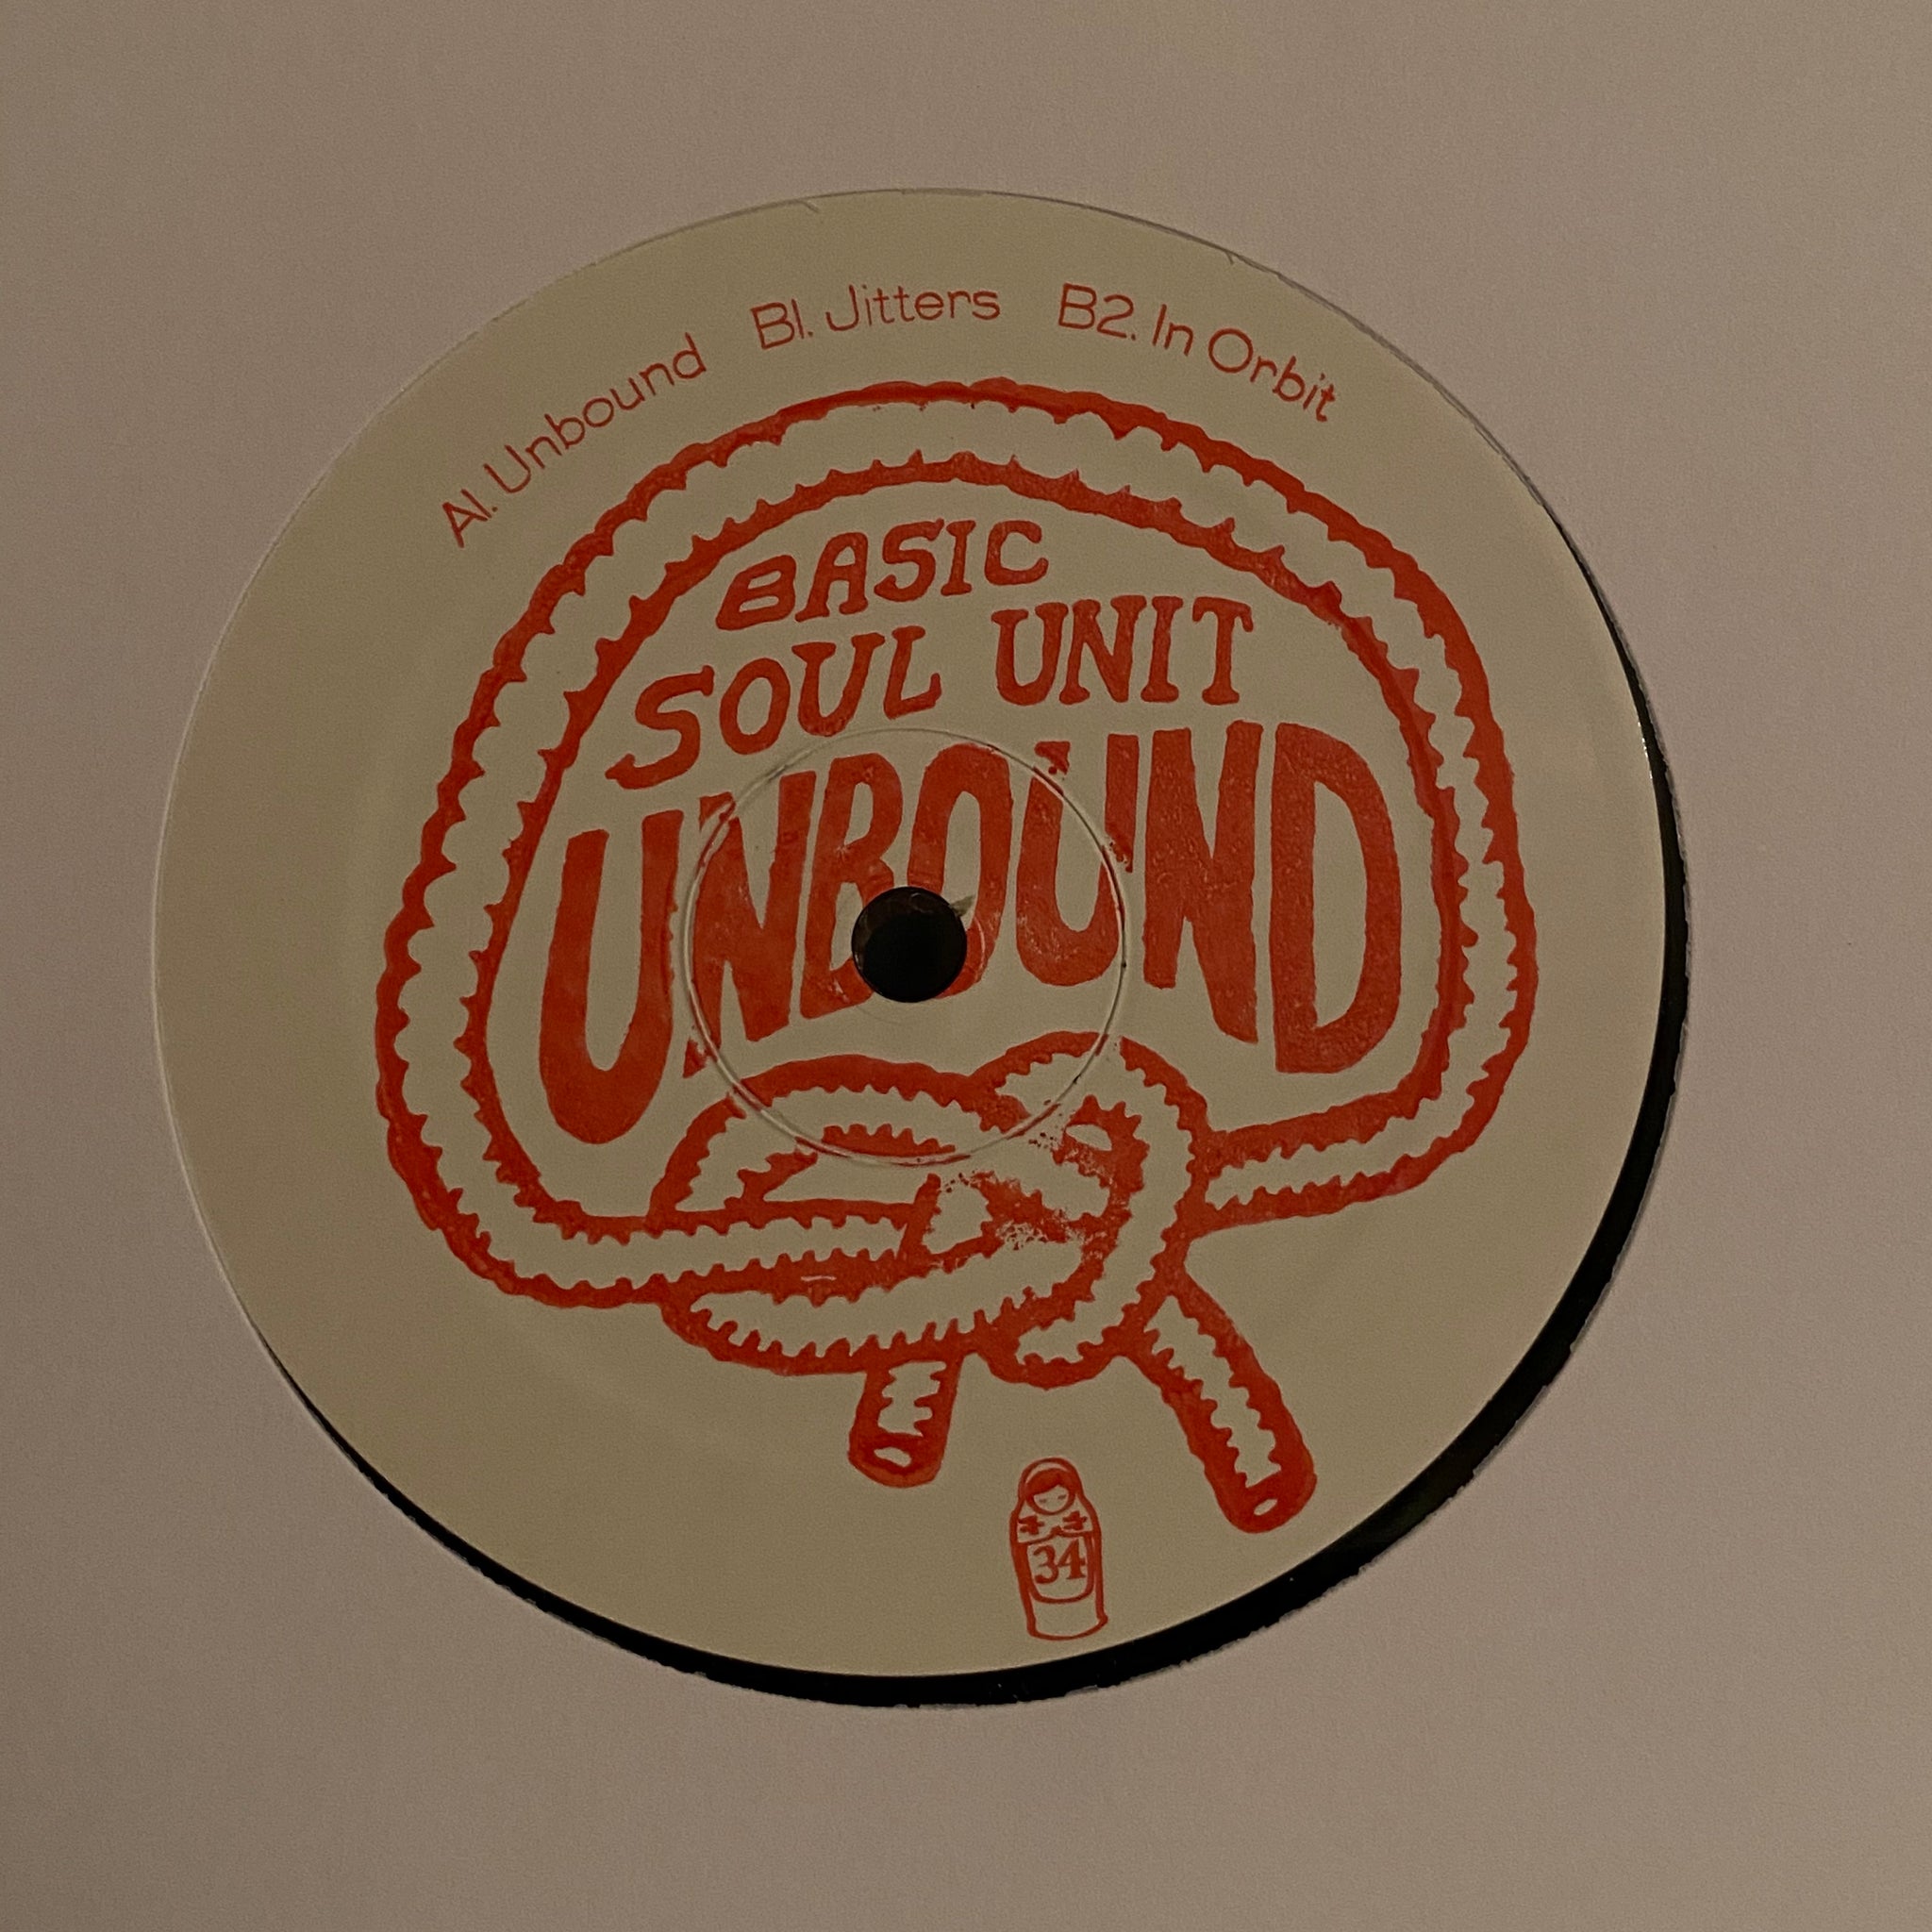 A1. Unbound B1. Jitters B2. In Orbit
BASIC
SOUL UNIT
UNBOUND
34